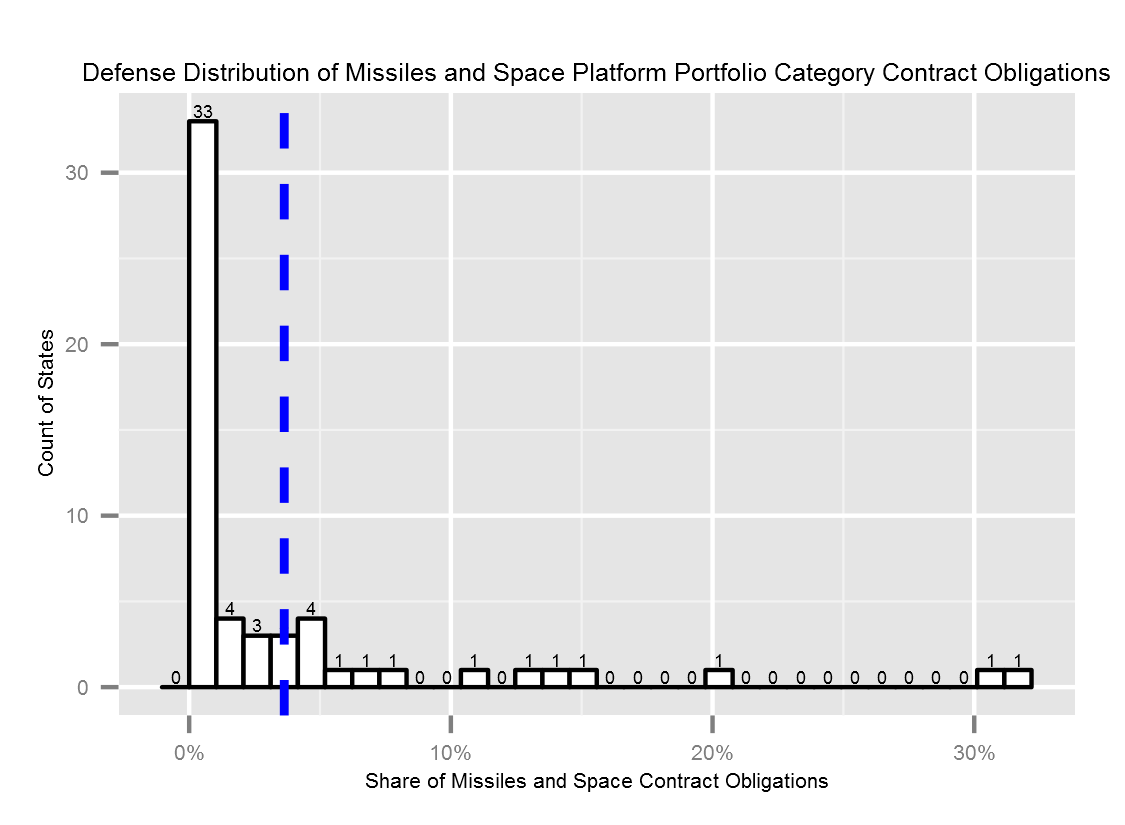 Defense Distribution of Missiles and Space Platform Portfolio Category Contract Obligations
33
30
20
10
0
Count of States
0 4 3 4 1 1 1 0 0 1 0 1 1 1 0 0 0 0 1 0 0 0 0 0 0 0 0 0 1 1
0% 10% 20% 30%
Share of Missiles and Space Contract Obligations